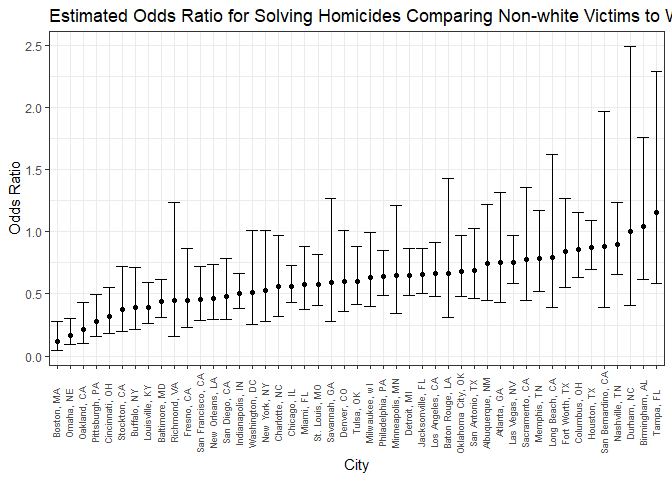 Estimated Odds Ratio for Solving Homicides Comparing Non-white Victims to W
2.5
2.0
1.5
1.0
0.5
0.0
Odds Ratio
Boston, MA
Omaha, NE
Oakland, CA
Pittsburgh, PA
Cincinnati, OH
Stockton, CA
Buffalo, NY
Louisville, KY
Baltimore, MD
Richmond, VA
Fresno, CA
San Francisco, CA
New Orleans, LA
San Diego, CA
Indianapolis, IN
Washington, DC
New York, NY
Charlotte, NC
Chicago, IL
Miami, FL
St. Louis, MO
Savannah, GA
Denver, CO
Tulsa, OK
Milwaukee, wI
Philadelphia, PA
Minneapolis, MN
Detroit, MI
Jacksonville, FL
Los Angeles, CA
Baton Rouge, LA
Oklahoma City, OK
San Antonio, TX
Albuquerque, NM
Atlanta, GA
Las Vegas, NV
Sacramento, CA
Memphis, TN
Long Beach, CA
Fort Worth, TX
Columbus, OH
Houston, TX
San Bernardino, CA
Nashville, TN
Durham, NC
Birmingham, AL
Tampa, FL
City